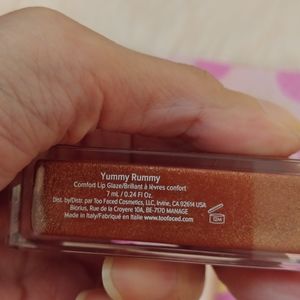 Yummy Rummy
Comfort Lip Glaze/Brillant à lèvres confort
7 mL / 0.24 Fl Oz.
Dist. by/Distr. par Too Faced Cosmetics, LLC, Irvine, CA 92614 USA
Biorius, Rue de la Croyere 10A, BE-7170 MANAGE
Made in Italy/Fabriqué en Italie www.toofaced.com
12M